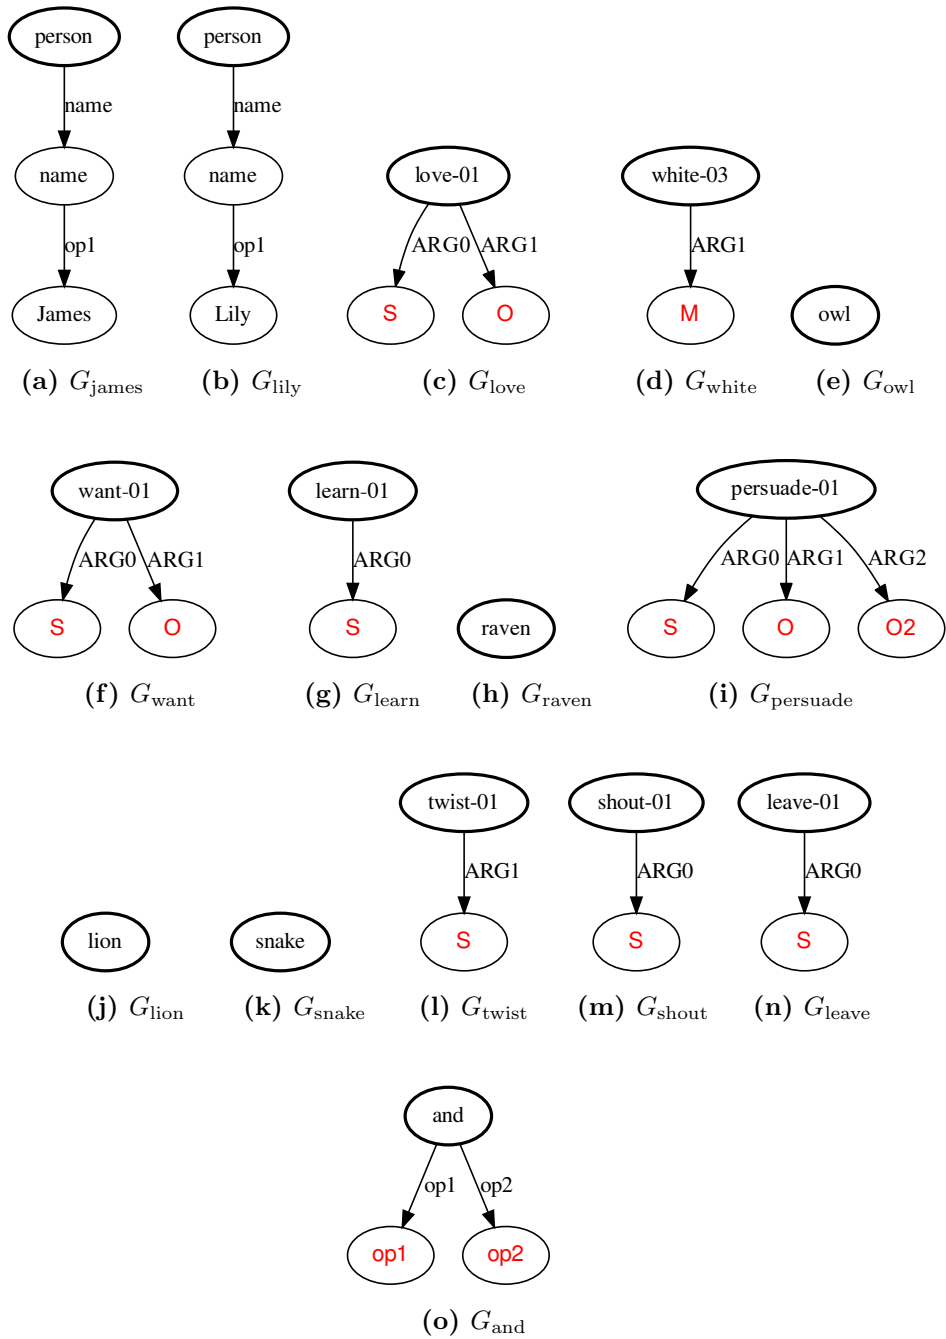 person person
name name
name name love-01 white-03
op1 op1 ARG0 ARG1 ARG1
James Lily S O M owl
(a) G_james (b) G_lily (c) G_love (d) G_white (e) G_owl
want-01 learn-01 persuade-01
ARG0 ARG1 ARG0 ARG0 ARG1 ARG2
S O S raven S O O2
(f) G_want (g) G_learn (h) G_raven (i) G_persuade
twist-01 shout-01 leave-01
ARG1 ARG0 ARG0
lion snake S S S
(j) G_lion (k) G_snake (l) G_twist (m) G_shout (n) G_leave
and
op1 op2
op1 op2
(o) G_and